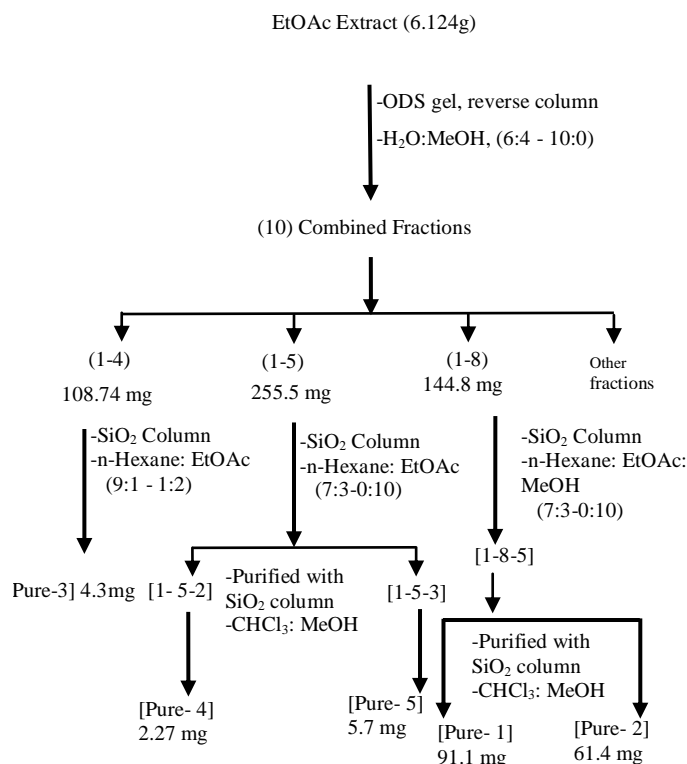 EtOAc Extract (6.124g)
-ODS gel, reverse column
-H₂O:MeOH, (6:4 - 10:0)
(10) Combined Fractions
(1-4)
108.74 mg
(1-5)
255.5 mg
(1-8)
144.8 mg
Other
fractions
-SiO₂ Column
-n-Hexane: EtOAc
(9:1 - 1:2)
-SiO₂ Column
-n-Hexane: EtOAc
(7:3-0:10)
-SiO₂ Column
-n-Hexane: EtOAc:
MeOH
(7:3-0:10)
Pure-3] 4.3mg
[1- 5-2]
-Purified with
SiO₂ column
-CHCl₃: MeOH
[1-5-3]
[1-8-5]
-Purified with
SiO₂ column
-CHCl₃: MeOH
[Pure- 4]
2.27 mg
[Pure- 5]
5.7 mg
[Pure- 1]
91.1 mg
[Pure- 2]
61.4 mg